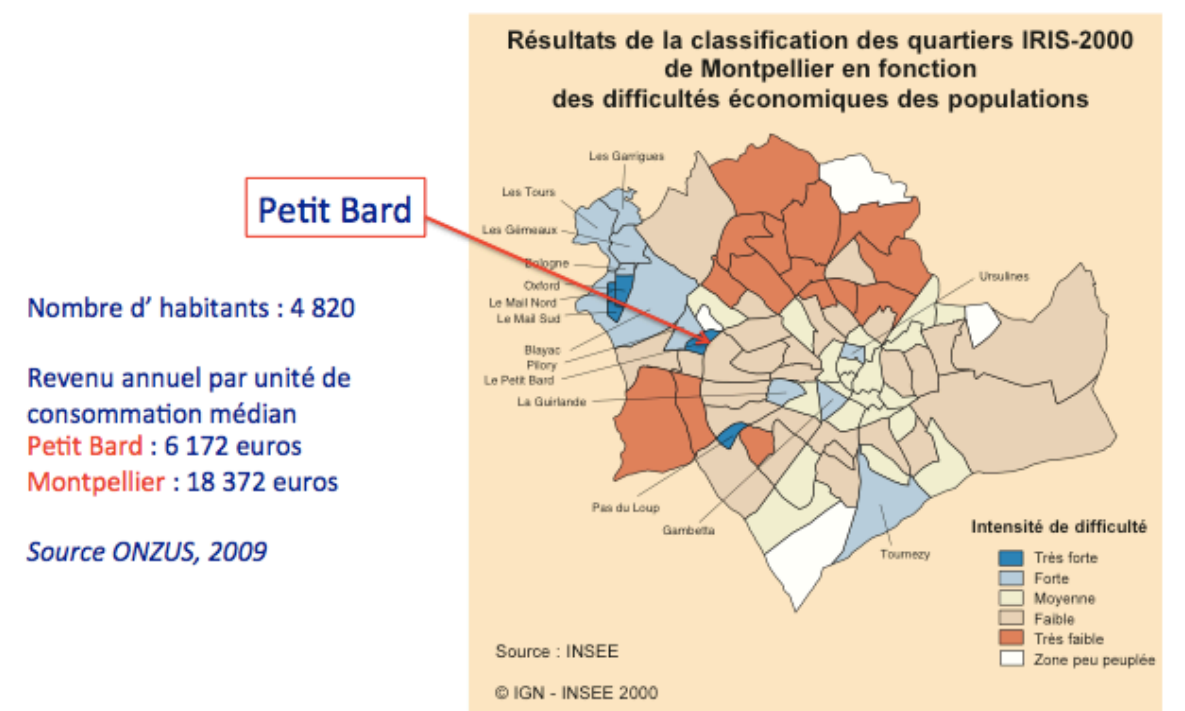 Petit Bard
Nombre d’ habitants : 4 820
Revenu annuel par unité de
consommation médian
Petit Bard : 6 172 euros
Montpellier : 18 372 euros
Source ONZUS, 2009
Résultats de la classification des quartiers IRIS-2000
de Montpellier en fonction
des difficultés économiques des populations
Les Garrigues
Les Tours
Les Gémeaux
Bologne
Oxford
Le Mail Nord
Le Mail Sud
Blayac
Pilory
Le Petit Bard
La Guirlande
Ursulines
Pas du Loup
Gambetta
Tournezy
Intensité de difficulté
Très forte
Forte
Moyenne
Faible
Très faible
Zone peu peuplée
Source : INSEE
© IGN - INSEE 2000